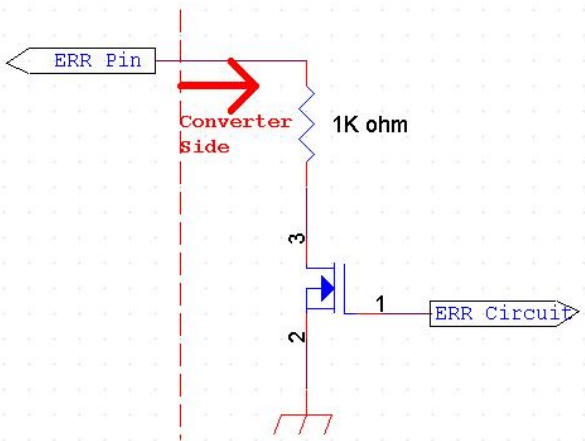 ERR Pin
Converter
Side
1K ohm
3
1
ERR Circuit
2